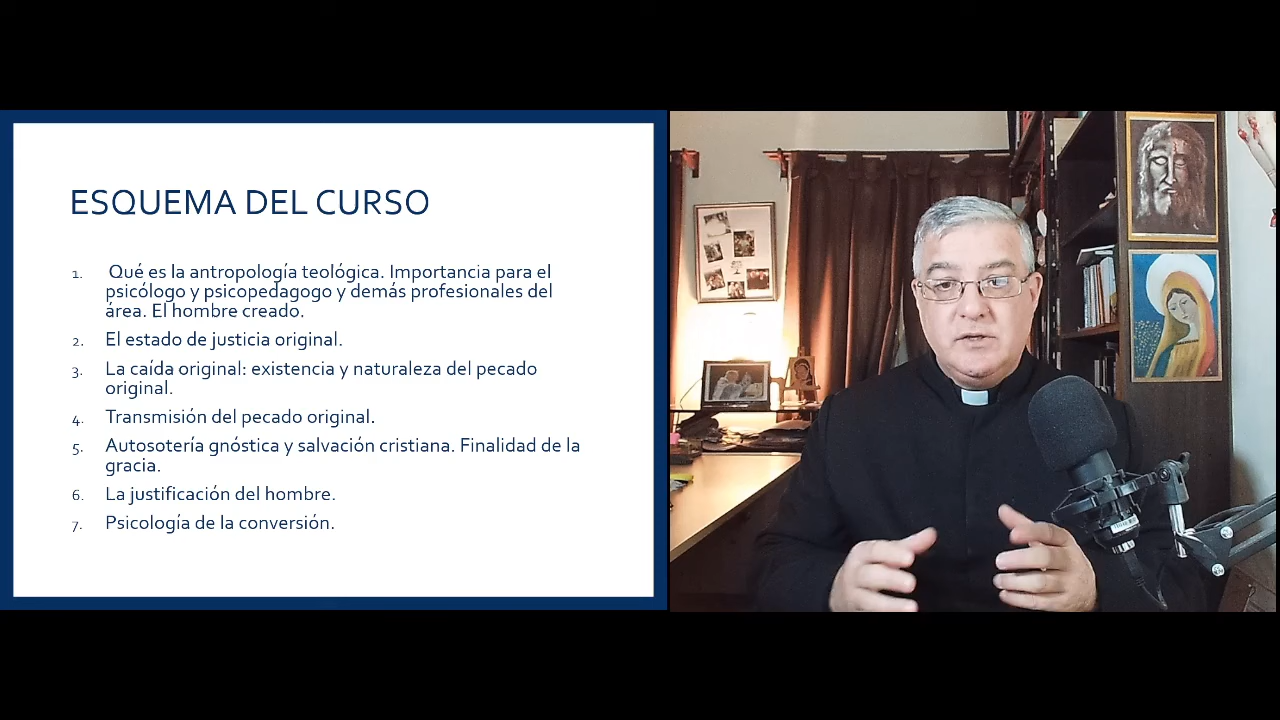 ESQUEMA DEL CURSO
1. Qué es la antropología teológica. Importancia para el
psicólogo y psicopedagogo y demás profesionales del
área. El hombre creado.
2. El estado de justicia original.
3. La caída original: existencia y naturaleza del pecado
original.
4. Transmisión del pecado original.
5. Autosotería gnóstica y salvación cristiana. Finalidad de la
gracia.
6. La justificación del hombre.
7. Psicología de la conversión.